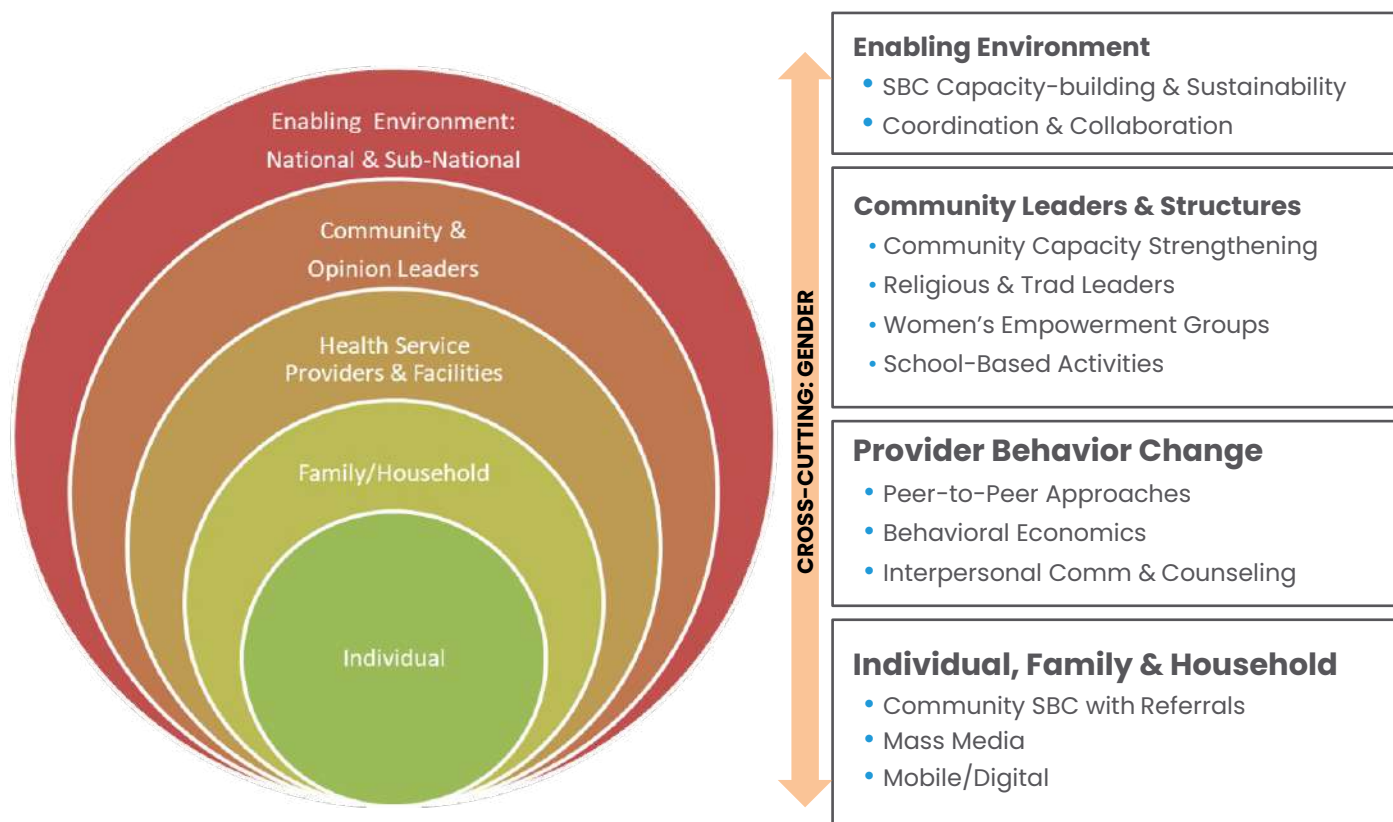 Enabling Environment:
National & Sub-National
Community &
Opinion Leaders
Health Service
Providers & Facilities
Family/Household
Individual
CROSS-CUTTING: GENDER
Enabling Environment
• SBC Capacity-building & Sustainability
• Coordination & Collaboration
Community Leaders & Structures
• Community Capacity Strengthening
• Religious & Trad Leaders
• Women's Empowerment Groups
• School-Based Activities
Provider Behavior Change
• Peer-to-Peer Approaches
• Behavioral Economics
• Interpersonal Comm & Counseling
Individual, Family & Household
• Community SBC with Referrals
• Mass Media
• Mobile/Digital